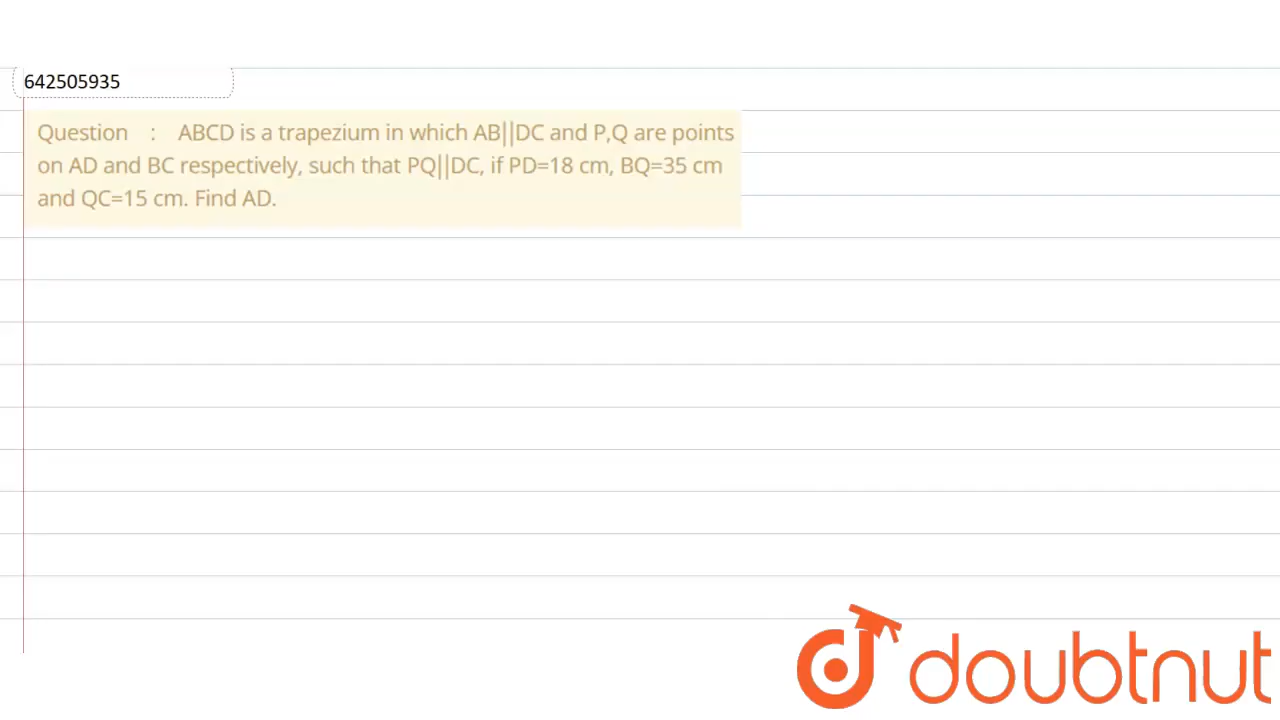 642505935
Question : ABCD is a trapezium in which AB||DC and P,Q are points
on AD and BC respectively, such that PQ||DC, if PD=18 cm, BQ=35 cm
and QC=15 cm. Find AD.
doubtnut